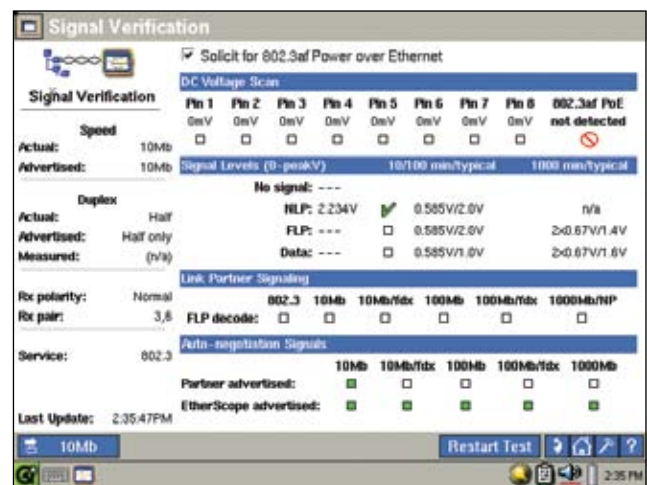 Signal Verification
Solicit for 802.3af Power over Ethernet
Signal Verification
Speed
Actual: 10Mb
Advertised: 10Mb
Duplex
Actual: Half
Advertised: Half only
Measured: (n/a)
Rx polarity: Normal
Rx pair: 3,6
Service: 802.3
Last Update: 2:35:47PM
DC Voltage Scan
Pin 1 Pin 2 Pin 3 Pin 4 Pin 5 Pin 6 Pin 7 Pin 8 802.3af PoE
0mV 0mV 0mV 0mV 0mV 0mV 0mV 0mV not detected
Signal Levels (0-peakV) 10/100 min/typical 1000 min/typical
No signal: ---
NLP: 2.234V 0.585V/2.0V n/a
FLP: --- 0.585V/2.0V 2x0.67V/1.4V
Data: --- 0.585V/1.0V 2x0.67V/1.6V
Link Partner Signaling
802.3 10Mb 10Mb/fdx 100Mb 100Mb/fdx 1000Mb/NP
FLP decode:
Auto-negotiation Signals
10Mb 10Mb/fdx 100Mb 100Mb/fdx 1000Mb
Partner advertised:
EtherScope advertised:
10Mb Restart Test ?
2:35 PM